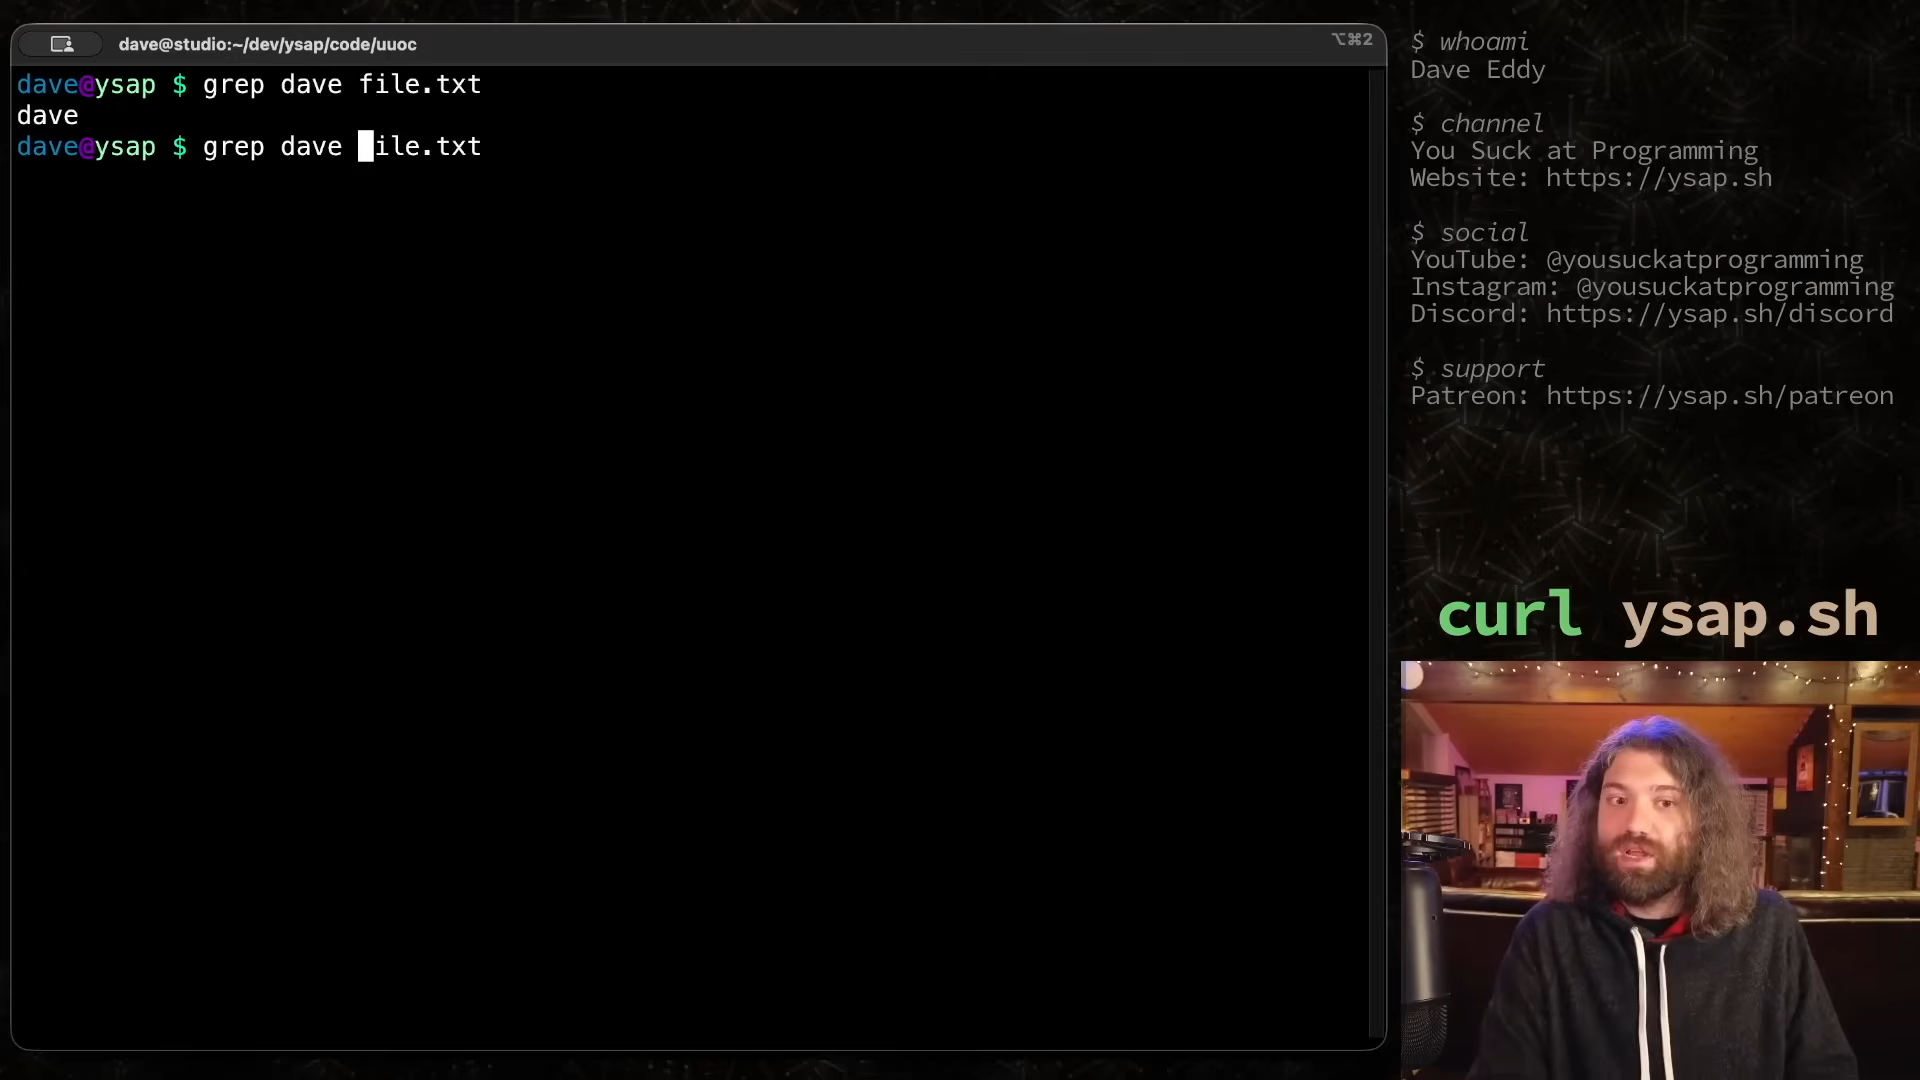 dave@studio:~/dev/ysap/code/uuoc
⌥⌘2
dave@ysap $ grep dave file.txt
dave
dave@ysap $ grep dave file.txt
$ whoami
Dave Eddy
$ channel
You Suck at Programming
Website: https://ysap.sh
$ social
YouTube: @yousuckatprogramming
Instagram: @yousuckatprogramming
Discord: https://ysap.sh/discord
$ support
Patreon: https://ysap.sh/patreon
curl ysap.sh